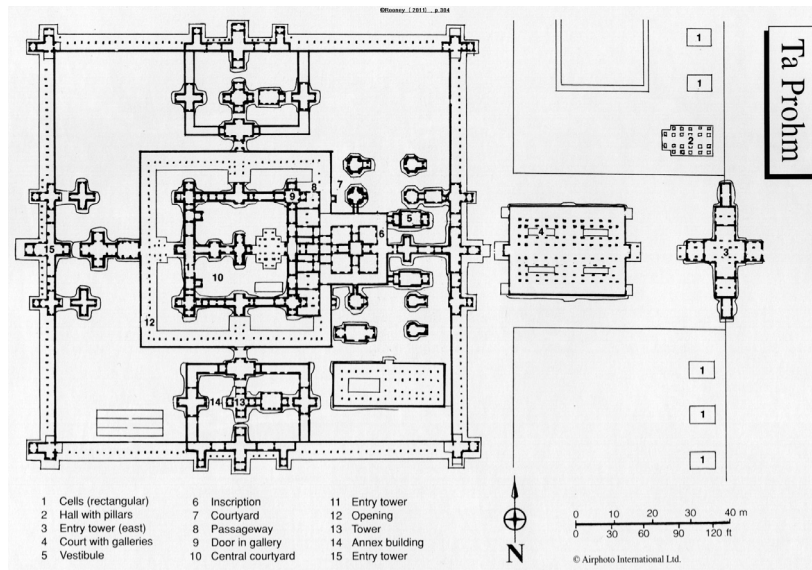 ©Rooney [2011] , p.304
Ta Prohm
1
1
2
7
8
9
5
6
15
4
3
11
10
12
1
14
13
1
1
1 Cells (rectangular)
2 Hall with pillars
3 Entry tower (east)
4 Court with galleries
5 Vestibule
6 Inscription
7 Courtyard
8 Passageway
9 Door in gallery
10 Central courtyard
11 Entry tower
12 Opening
13 Tower
14 Annex building
15 Entry tower
N
0 10 20 30 40 m
0 30 60 90 120 ft
© Airphoto International Ltd.